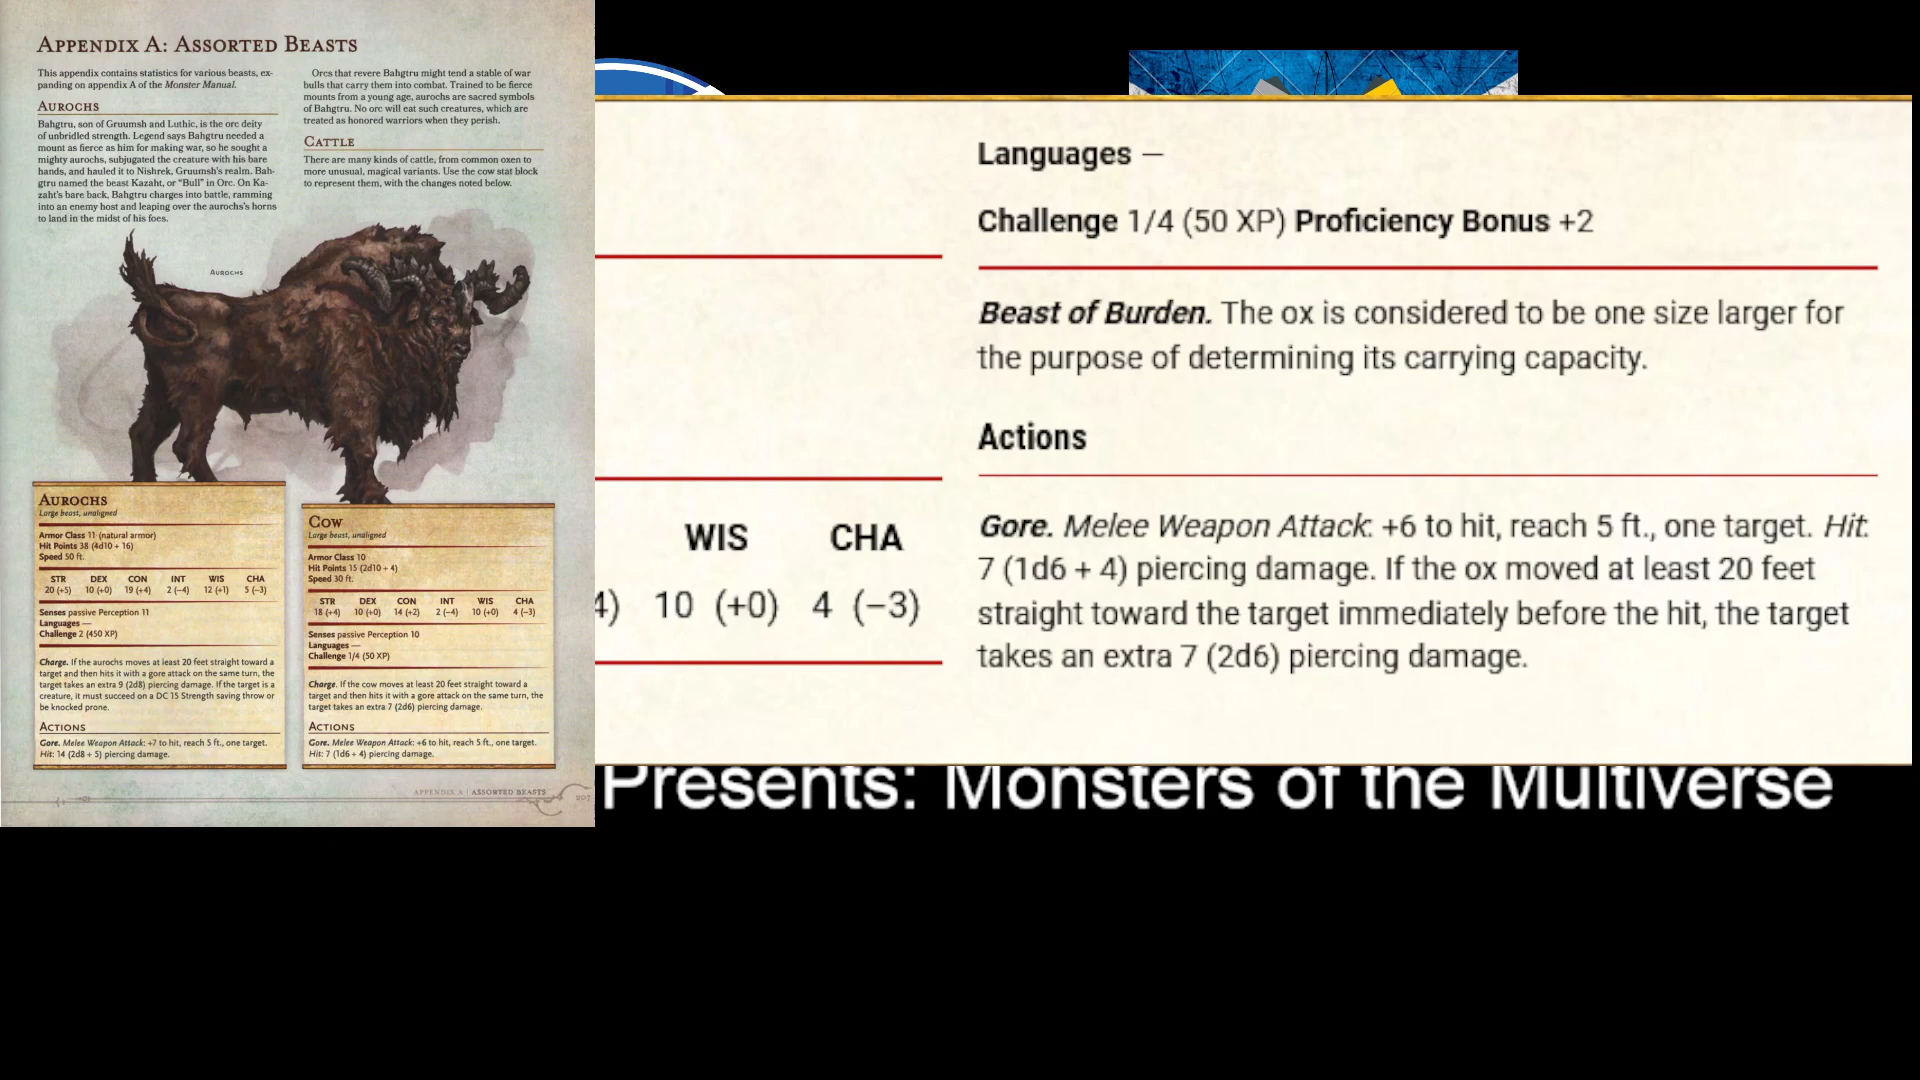 APPENDIX A: ASSORTED BEASTS
This appendix contains statistics for various beasts, ex-
panding on appendix A of the Monster Manual.
AUROCHS
Bahgtru, son of Gruumsh and Luthic, is the orc deity
of unbridled strength. Legend says Bahgtru needed a
mount as fierce as him for making war, so he sought a
mighty aurochs, subjugated the creature with his bare
hands, and hauled it to Nishrek, Gruumsh's realm. Bah-
gtru named the beast Kazaht, or "Bull" in Orc. On Ka-
zaht's bare back, Bahgtru charges into battle, ramming
into an enemy host and leaping over the aurochs's horns
to land in the midst of his foes.
Orcs that revere Bahgtru might tend a stable of war
bulls that carry them into combat. Trained to be fierce
mounts from a young age, aurochs are sacred symbols
of Bahgtru. No orc will eat such creatures, which are
treated as honored warriors when they perish.
CATTLE
There are many kinds of cattle, from common oxen to
more unusual, magical variants. Use the cow stat block
to represent them, with the changes noted below.
AUROCHS
AUROCHS
Large beast, unaligned
Armor Class 11 (natural armor)
Hit Points 38 (4d10 + 16)
Speed 50 ft.
STR DEX CON INT WIS CHA
20 (+5) 10 (+0) 19 (+4) 2 (−4) 12 (+1) 5 (−3)
Senses passive Perception 11
Languages —
Challenge 2 (450 XP)
Charge. If the aurochs moves at least 20 feet straight toward a
target and then hits it with a gore attack on the same turn, the
target takes an extra 9 (2d8) piercing damage. If the target is a
creature, it must succeed on a DC 15 Strength saving throw or
be knocked prone.
ACTIONS
Gore. Melee Weapon Attack: +7 to hit, reach 5 ft., one target.
Hit: 14 (2d8 + 5) piercing damage.
COW
Large beast, unaligned
Armor Class 10
Hit Points 15 (2d10 + 4)
Speed 30 ft.
STR DEX CON INT WIS CHA
18 (+4) 10 (+0) 14 (+2) 2 (−4) 10 (+0) 4 (−3)
Senses passive Perception 10
Languages —
Challenge 1/4 (50 XP)
Charge. If the cow moves at least 20 feet straight toward a
target and then hits it with a gore attack on the same turn, the
target takes an extra 7 (2d6) piercing damage.
ACTIONS
Gore. Melee Weapon Attack: +6 to hit, reach 5 ft., one target.
Hit: 7 (1d6 + 4) piercing damage.
APPENDIX A | ASSORTED BEASTS
207
WIS CHA
4) 10 (+0) 4 (−3)
Languages —
Challenge 1/4 (50 XP) Proficiency Bonus +2
Beast of Burden. The ox is considered to be one size larger for
the purpose of determining its carrying capacity.
Actions
Gore. Melee Weapon Attack: +6 to hit, reach 5 ft., one target. Hit:
7 (1d6 + 4) piercing damage. If the ox moved at least 20 feet
straight toward the target immediately before the hit, the target
takes an extra 7 (2d6) piercing damage.
Presents: Monsters of the Multiverse